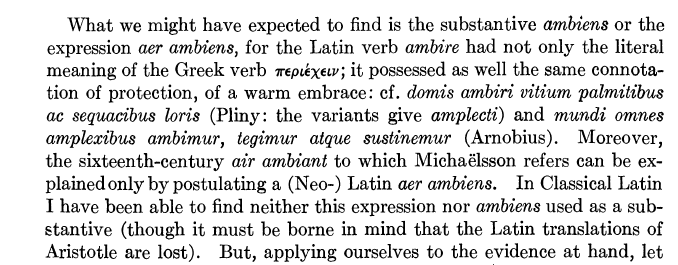 What we might have expected to find is the substantive ambiens or the
expression aer ambiens, for the Latin verb ambire had not only the literal
meaning of the Greek verb περιέχειν; it possessed as well the same connota-
tion of protection, of a warm embrace: cf. domis ambiri vitium palmitibus
ac sequacibus loris (Pliny: the variants give amplecti) and mundi omnes
amplexibus ambimur, tegimur atque sustinemur (Arnobius). Moreover,
the sixteenth-century air ambiant to which Michaëlsson refers can be ex-
plained only by postulating a (Neo-) Latin aer ambiens. In Classical Latin
I have been able to find neither this expression nor ambiens used as a sub-
stantive (though it must be borne in mind that the Latin translations of
Aristotle are lost). But, applying ourselves to the evidence at hand, let